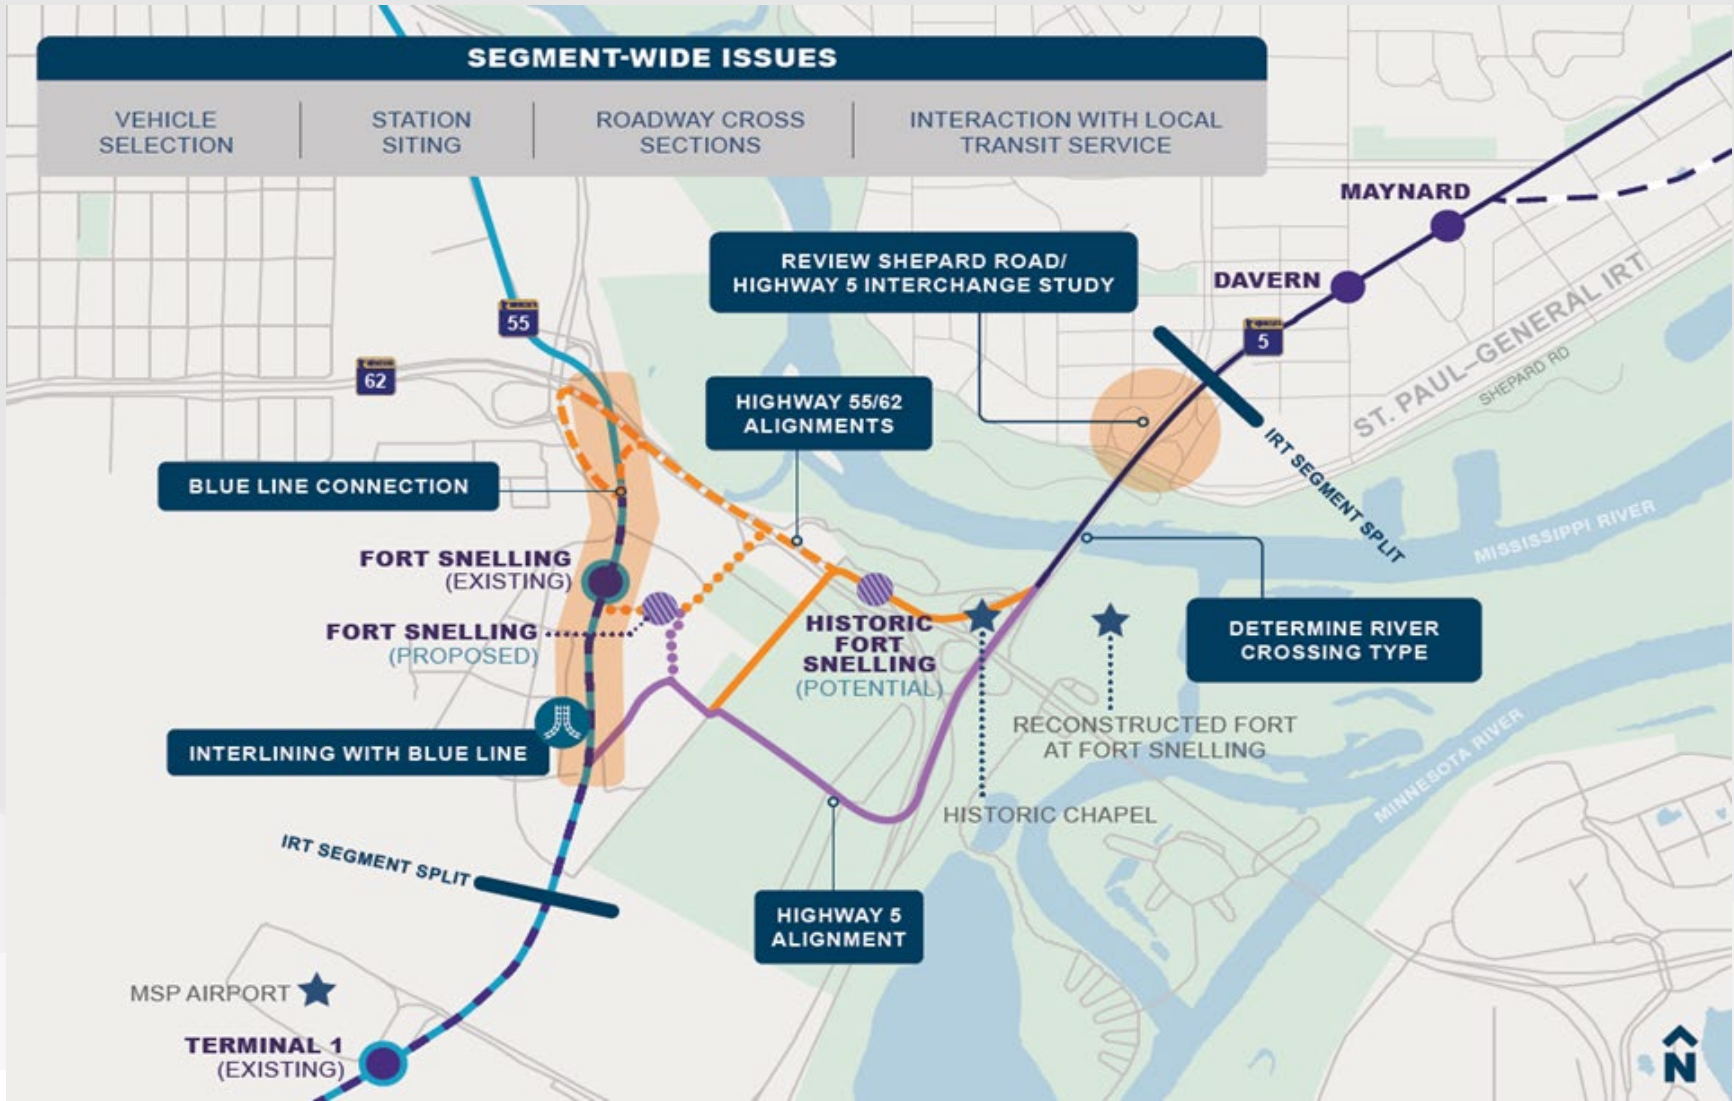 SEGMENT-WIDE ISSUES
VEHICLE
SELECTION
STATION
SITING
ROADWAY CROSS
SECTIONS
INTERACTION WITH LOCAL
TRANSIT SERVICE
MAYNARD
DAVERN
REVIEW SHEPARD ROAD/
HIGHWAY 5 INTERCHANGE STUDY
55
5
62
ST. PAUL–GENERAL IRT
SHEPARD RD
HIGHWAY 55/62
ALIGNMENTS
IRT SEGMENT SPLIT
BLUE LINE CONNECTION
MISSISSIPPI RIVER
FORT SNELLING
(EXISTING)
FORT SNELLING
(PROPOSED)
HISTORIC
FORT
SNELLING
(POTENTIAL)
DETERMINE RIVER
CROSSING TYPE
RECONSTRUCTED FORT
AT FORT SNELLING
INTERLINING WITH BLUE LINE
MINNESOTA RIVER
HISTORIC CHAPEL
IRT SEGMENT SPLIT
HIGHWAY 5
ALIGNMENT
MSP AIRPORT
TERMINAL 1
(EXISTING)
N